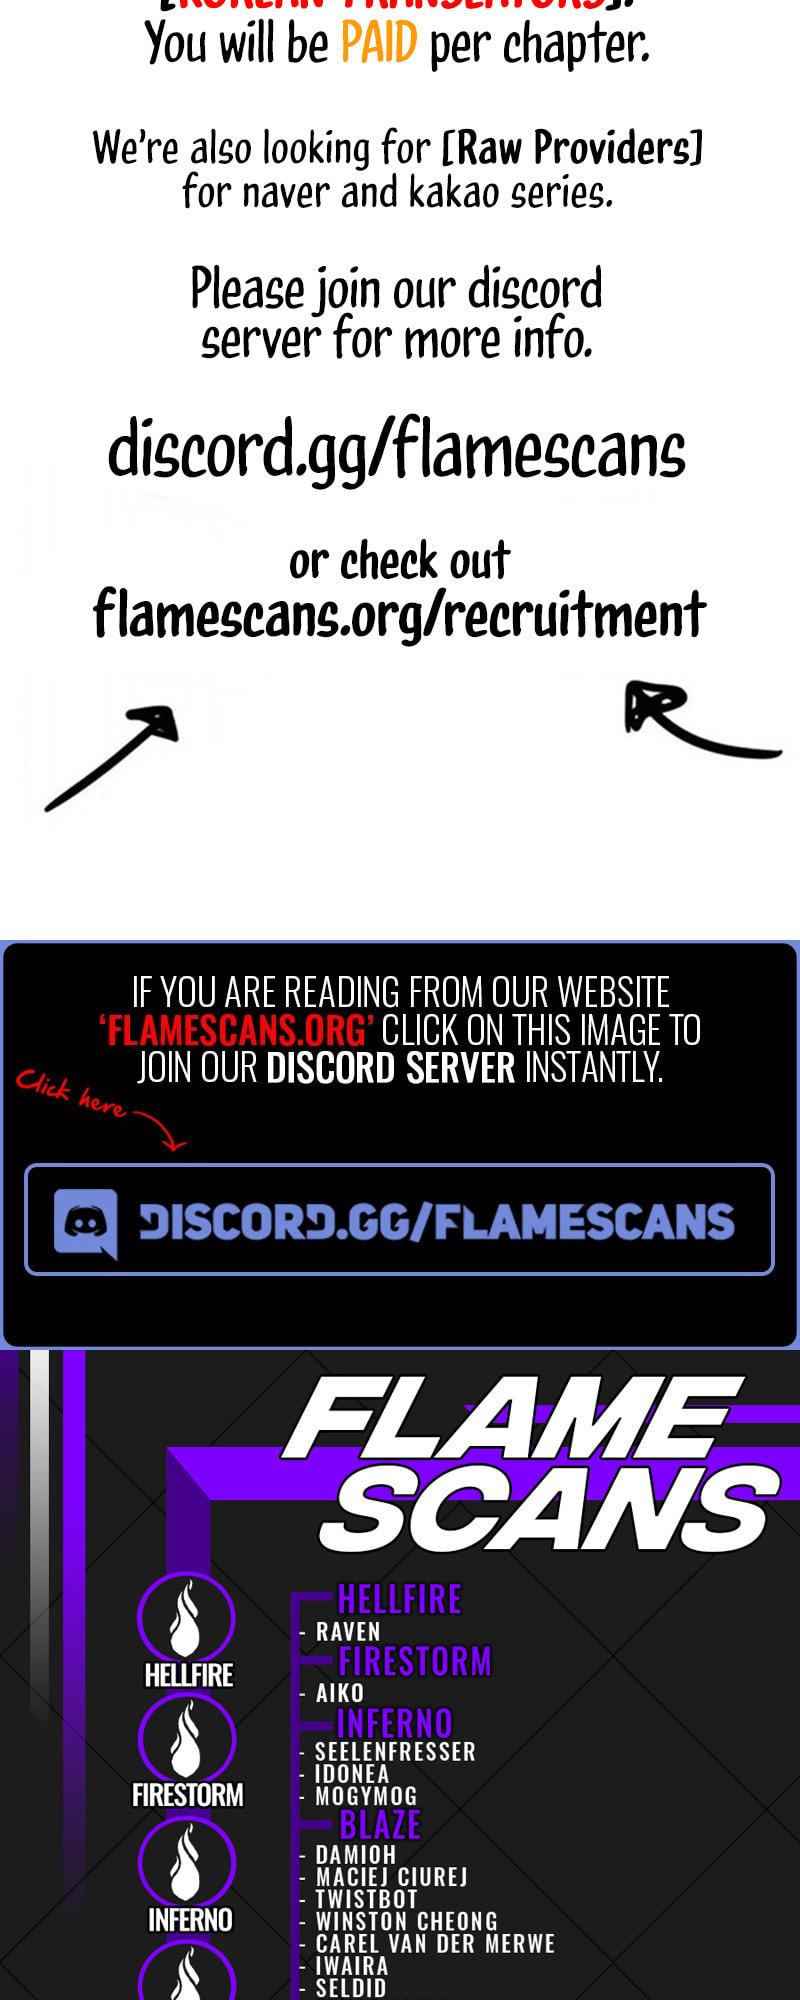 [KOREAN TRANSLATORS].
You will be PAID per chapter.
We're also looking for [Raw Providers]
for naver and kakao series.
Please join our discord
server for more info.
discord.gg/flamescans
or check out
flamescans.org/recruitment
IF YOU ARE READING FROM OUR WEBSITE
'FLAMESCANS.ORG' CLICK ON THIS IMAGE TO
JOIN OUR DISCORD SERVER INSTANTLY.
Click here
DISCORD.GG/FLAMESCANS
FLAME
SCANS
HELLFIRE
FIRESTORM
INFERNO
HELLFIRE
- RAVEN
FIRESTORM
- AIKO
INFERNO
- SEELENFRESSER
- IDONEA
- MOGYMOG
BLAZE
- DAMIOH
- MACIEJ CIUREJ
- TWISTBOT
- WINSTON CHEONG
- CAREL VAN DER MERWE
- IWAIRA
- SELDID